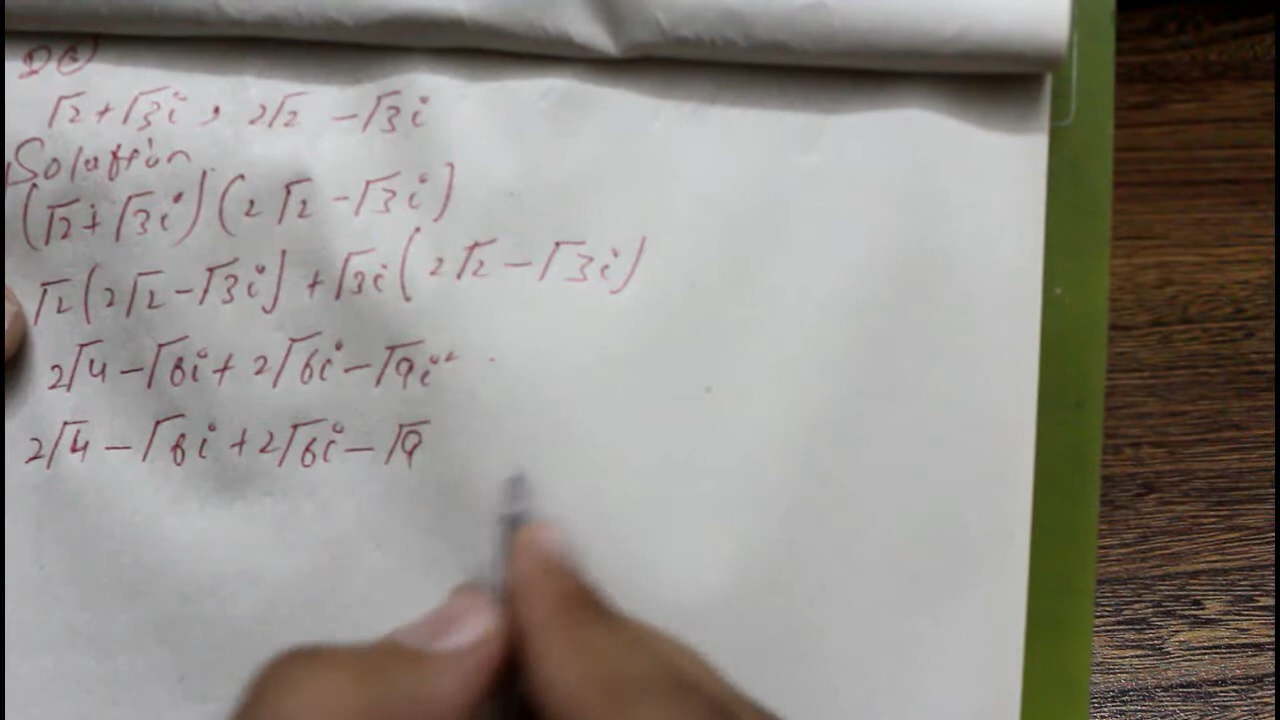 √2 + √3i , 2√2 - √3i
Solution
(√2 + √3i) (2√2 - √3i)
√2(2√2 - √3i) + √3i(2√2 - √3i)
2√4 - √6i + 2√6i - √9i²
2√4 - √6i + 2√6i - √9